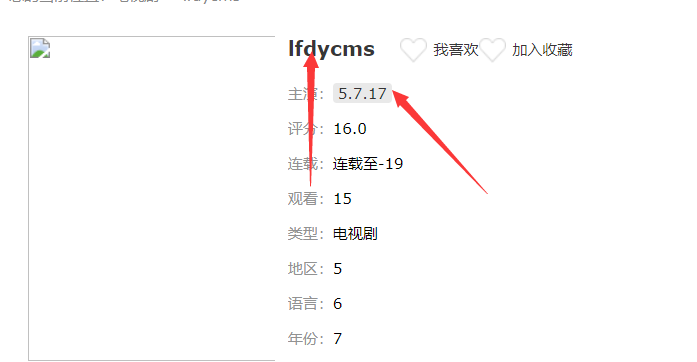 lfdycms 我喜欢 加入收藏
主演：5.7.17
评分：16.0
连载：连载至-19
观看：15
类型：电视剧
地区：5
语言：6
年份：7